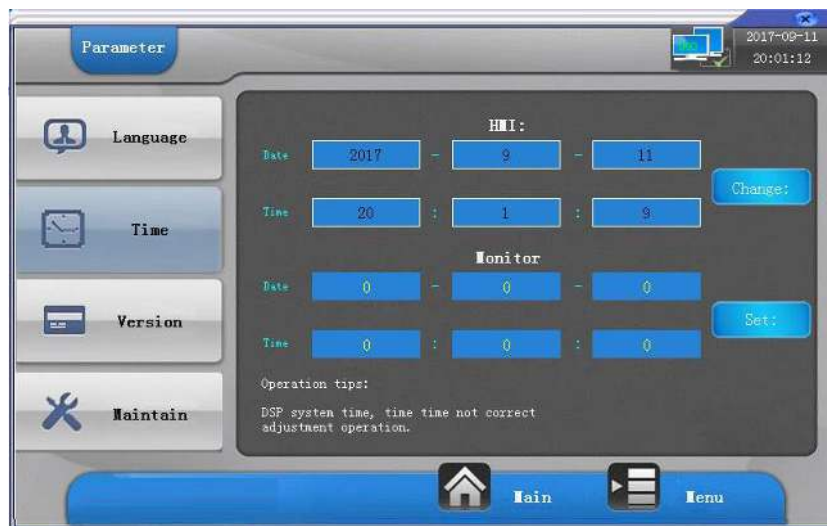 Parameter
2017-09-11
20:01:12
Language
Time
Version
Maintain
HMI:
Date 2017 - 9 - 11
Change:
Time 20 : 1 : 9
Monitor
Date 0 - 0 - 0
Set:
Time 0 : 0 : 0
Operation tips:
DSP system time, time time not correct
adjustment operation.
Main
Menu